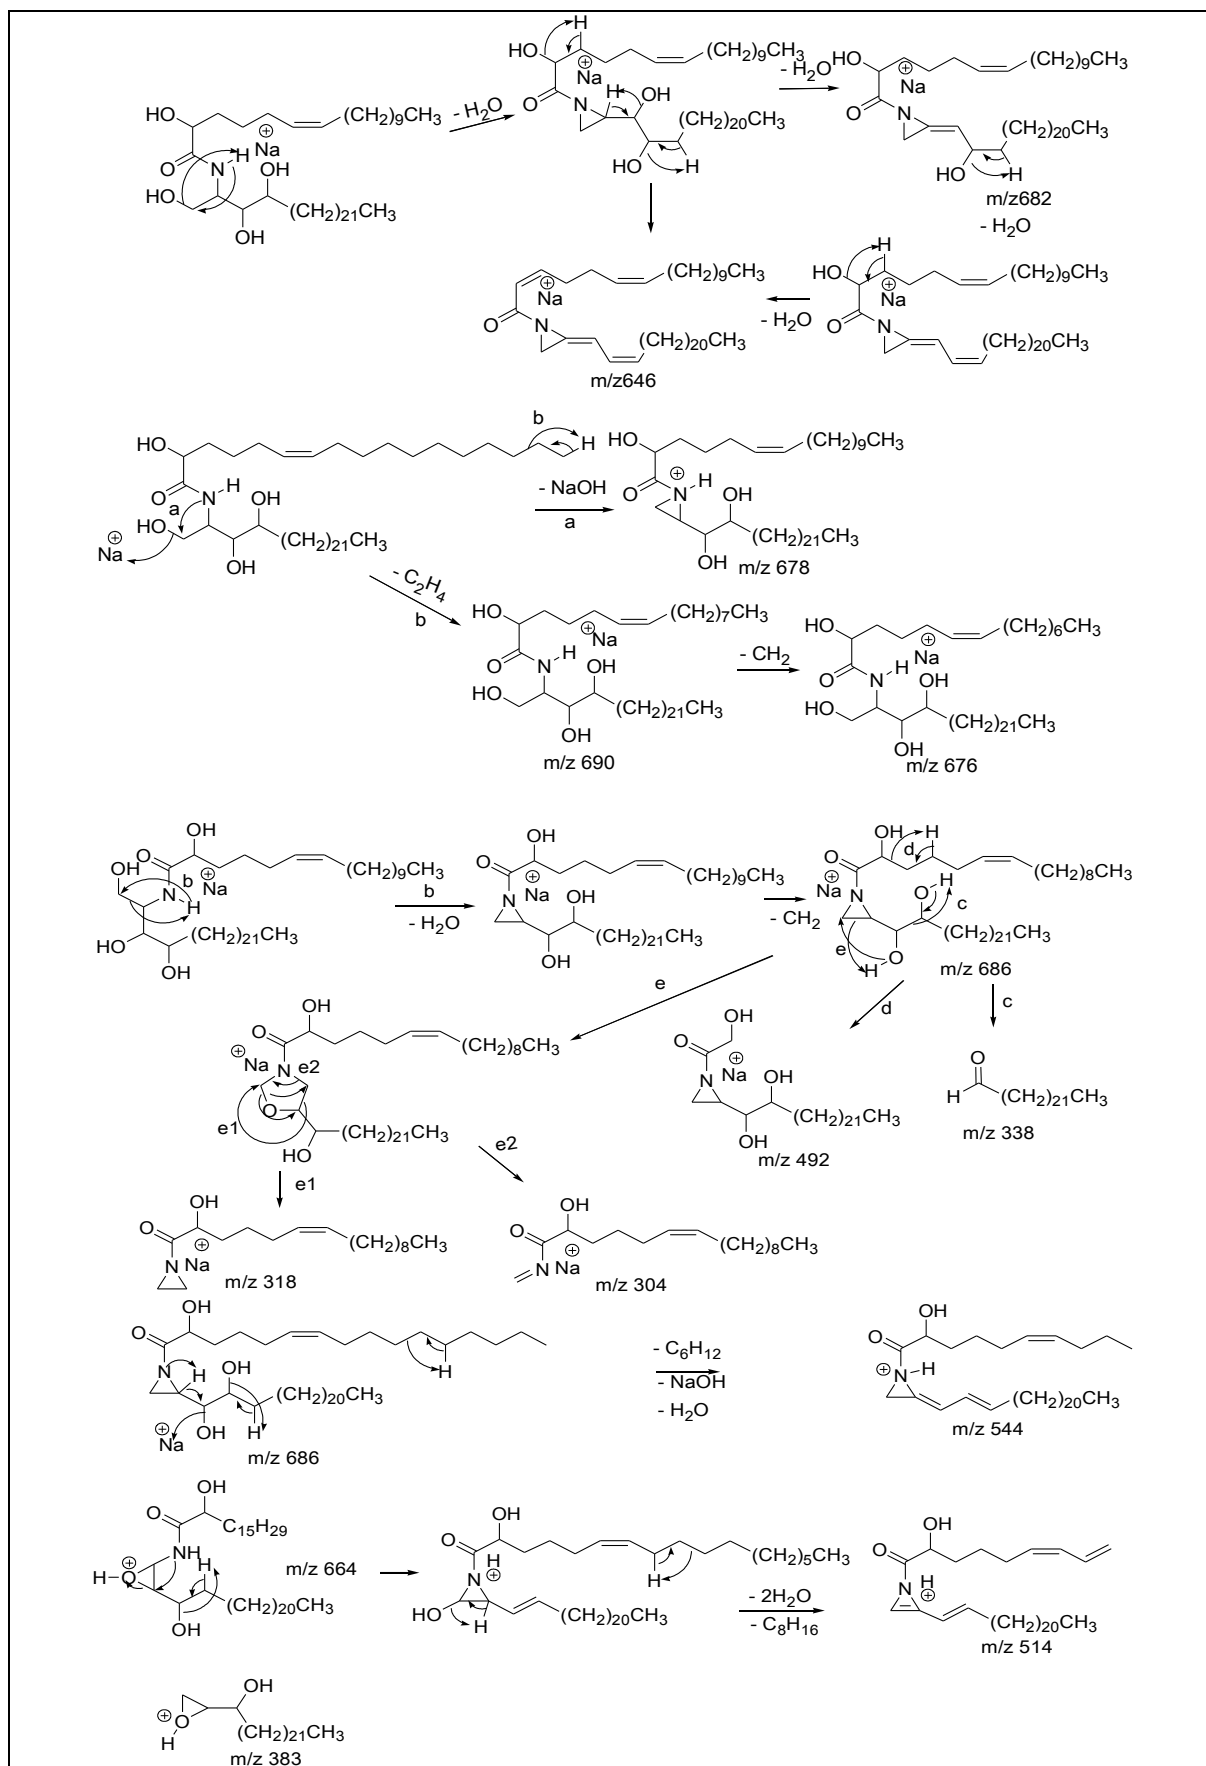 HO H (CH2)9CH3
⊕ Na
- H2O
HO ⊕ Na (CH2)9CH3
HO (CH2)9CH3
⊕ Na H
O N
HO OH
(CH2)21CH3
OH
- H2O
O N H OH
(CH2)20CH3
HO H
O N
(CH2)20CH3
HO H
m/z682
- H2O
(CH2)9CH3
⊕ Na
O N
(CH2)20CH3
m/z646
- H2O
HO H (CH2)9CH3
⊕ Na
O N
(CH2)20CH3
HO b H
O N H
a OH
HO
⊕ Na
(CH2)21CH3
OH
- NaOH
a
HO (CH2)9CH3
⊕
O N H OH
(CH2)21CH3
OH
m/z 678
- C2H4
b
HO (CH2)7CH3
⊕ Na
O N H OH
HO (CH2)21CH3
OH
m/z 690
- CH2
HO (CH2)6CH3
⊕ Na
O N H OH
HO (CH2)21CH3
OH
m/z 676
OH
O
OH (CH2)9CH3
b ⊕ Na
N H
(CH2)21CH3
HO
OH
b
- H2O
OH
O
(CH2)9CH3
⊕ Na
N OH
(CH2)21CH3
OH
- CH2
OH H
O d
(CH2)8CH3
⊕ Na
N O H
c
(CH2)21CH3
e
H O
m/z 686
e
d
c
OH
O
(CH2)8CH3
⊕ Na
N e2
O
e1 (CH2)21CH3
HO
e2
e1
OH
O
⊕ Na
N OH
(CH2)21CH3
OH
m/z 492
O
H (CH2)21CH3
m/z 338
OH
O
(CH2)8CH3
⊕ Na
N
m/z 318
OH
O
(CH2)8CH3
⊕ Na
N
m/z 304
OH
O
N H OH
(CH2)20CH3
⊕ Na
OH H
H
m/z 686
- C6H12
- NaOH
- H2O
OH
O
⊕ N H
(CH2)20CH3
m/z 544
OH
O
C15H29
⊕ NH H
H O
(CH2)20CH3
OH
m/z 664
OH
O
(CH2)5CH3
H ⊕ H
N
HO H (CH2)20CH3
- 2H2O
- C8H16
OH
O
N H ⊕
(CH2)20CH3
m/z 514
OH
⊕ O
H (CH2)21CH3
m/z 383